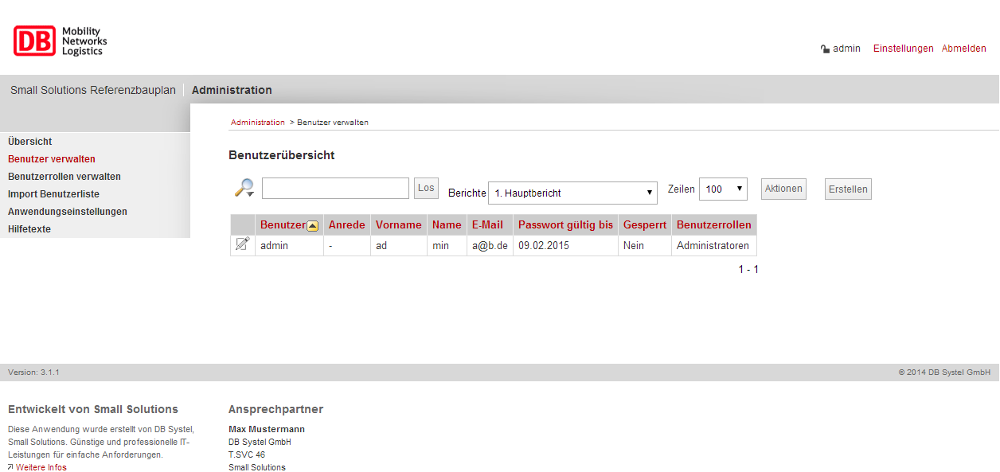 DB Mobility
Networks
Logistics
admin Einstellungen Abmelden
Small Solutions Referenzbauplan Administration
Administration > Benutzer verwalten
Übersicht
Benutzer verwalten
Benutzerrollen verwalten
Import Benutzerliste
Anwendungseinstellungen
Hilfetexte
Benutzerübersicht
Los Berichte 1. Hauptbericht Zeilen 100 Aktionen Erstellen
Benutzer Anrede Vorname Name E-Mail Passwort gültig bis Gesperrt Benutzerrollen
admin - ad min a@b.de 09.02.2015 Nein Administratoren
1 - 1
Version: 3.1.1 © 2014 DB Systel GmbH
Entwickelt von Small Solutions
Diese Anwendung wurde erstellt von DB Systel,
Small Solutions. Günstige und professionelle IT-
Leistungen für einfache Anforderungen.
Weitere Infos
Ansprechpartner
Max Mustermann
DB Systel GmbH
T.SVC 46
Small Solutions